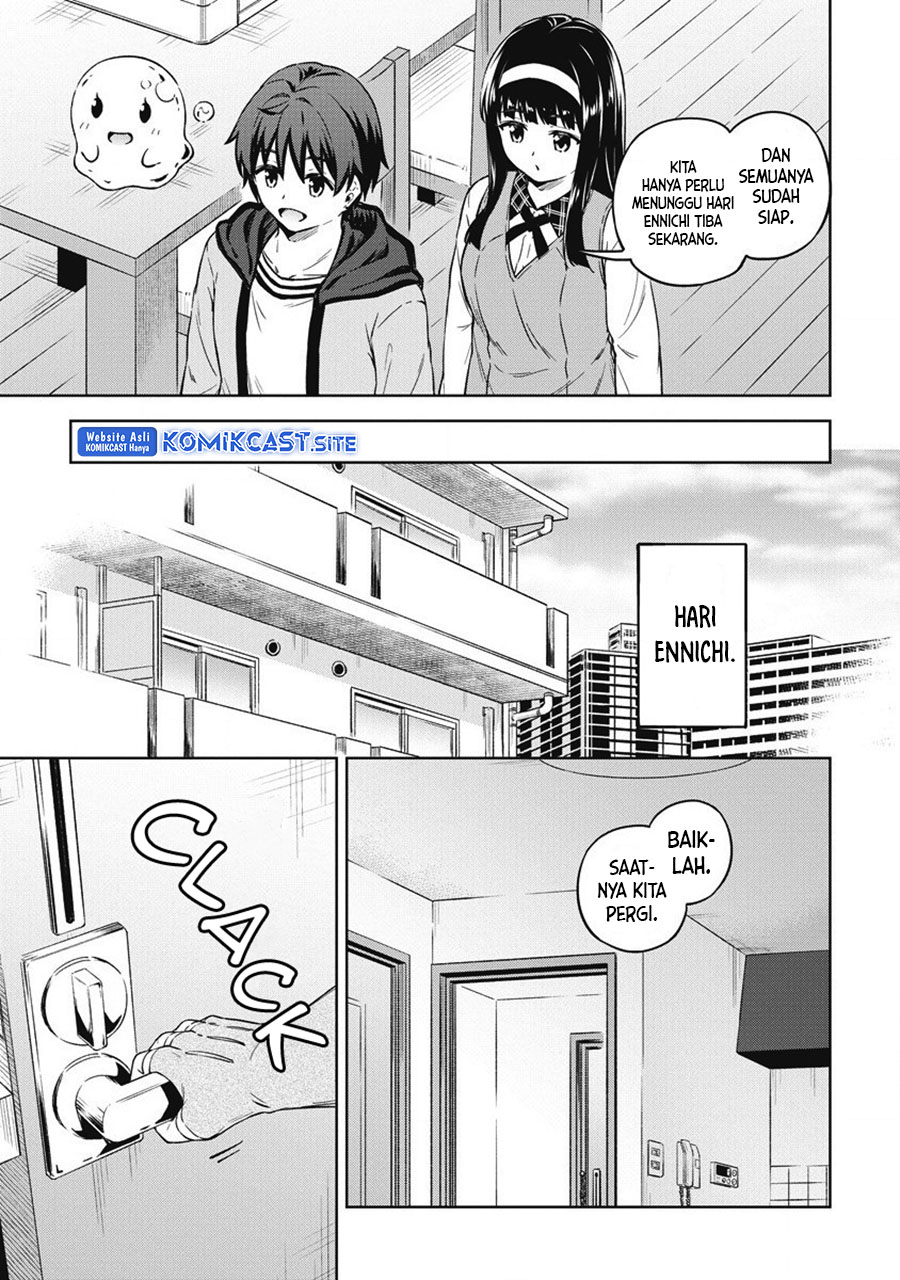 DAN
SEMUANYA
SUDAH
SIAP.
KITA
HANYA PERLU
MENUNGGU HARI
ENNICHI TIBA
SEKARANG.
Website Asli
KOMIKCAST Hanya
KOMIKCAST.SITE
HARI
ENNICHI.
BAIK-
LAH.
SAAT-
NYA KITA
PERGI.
CLACK